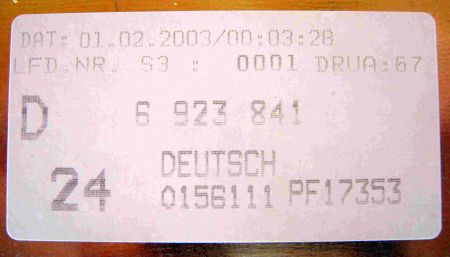 DAT: 01.02.2003/00:03:28
LFD.NR. S3 : 0001 DRUA:67
D 6 923 841
DEUTSCH
24 0156111 PF17353